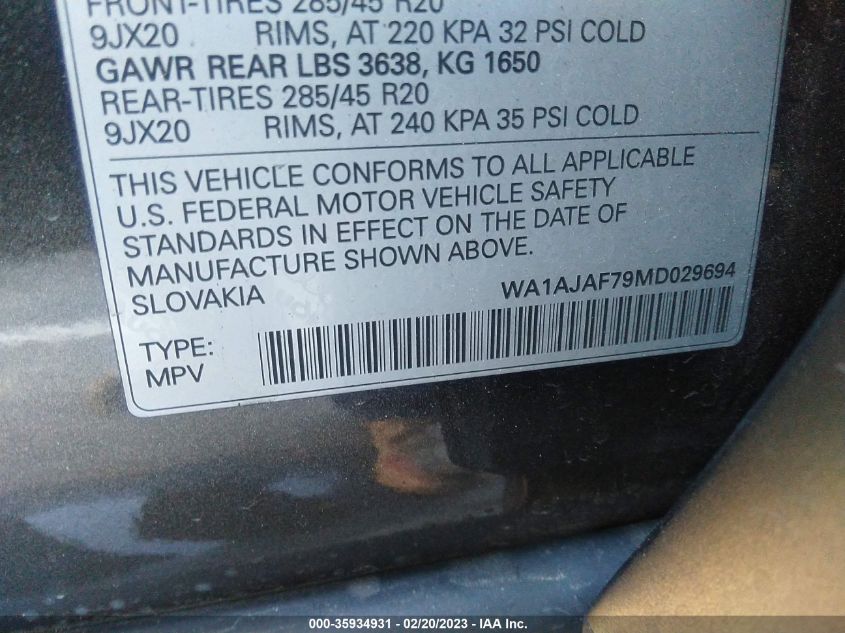 FRONT-TIRES 285/45 R20
9JX20 RIMS, AT 220 KPA 32 PSI COLD
GAWR REAR LBS 3638, KG 1650
REAR-TIRES 285/45 R20
9JX20 RIMS, AT 240 KPA 35 PSI COLD
THIS VEHICLE CONFORMS TO ALL APPLICABLE
U.S. FEDERAL MOTOR VEHICLE SAFETY
STANDARDS IN EFFECT ON THE DATE OF
MANUFACTURE SHOWN ABOVE.
SLOVAKIA WA1AJAF79MD029694
TYPE:
MPV
000-35934931 - 02/20/2023 - IAA Inc.